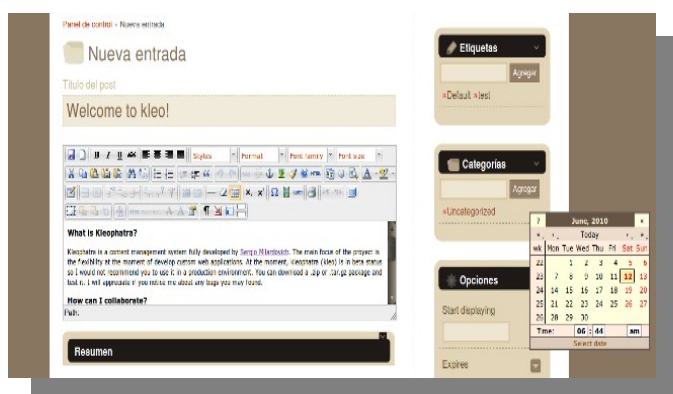 Panel de control » Nueva entrada
Nueva entrada
Título del post
Welcome to kleo!
B I U ABC Styles Format Font family Font size
HTML
Path:
What is Kleophatra?
Kleophatra is a content management system fully developed by Sergio Milardovich. The main focus of the project is
the flexibility at the moment of develop custom web applications. At the moment, kleophatra (kleo) is in beta status
so I would not recommend you to use it in a production environment. You can download a .zip or .tar.gz package and
test it. I will appreciate if you notice me about any bugs you may found.
How can I collaborate?
Resumen
Etiquetas
Agregar
×Default ×test
Categorías
Agregar
×Uncategorized
Opciones
Start displaying
Expires
? June, 2010 ×
« ‹ Today › »
wk Mon Tue Wed Thu Fri Sat Sun
22 1 2 3 4 5 6
23 7 8 9 10 11 12 13
24 14 15 16 17 18 19 20
25 21 22 23 24 25 26 27
26 28 29 30
Time: 06 : 44 am
Select date